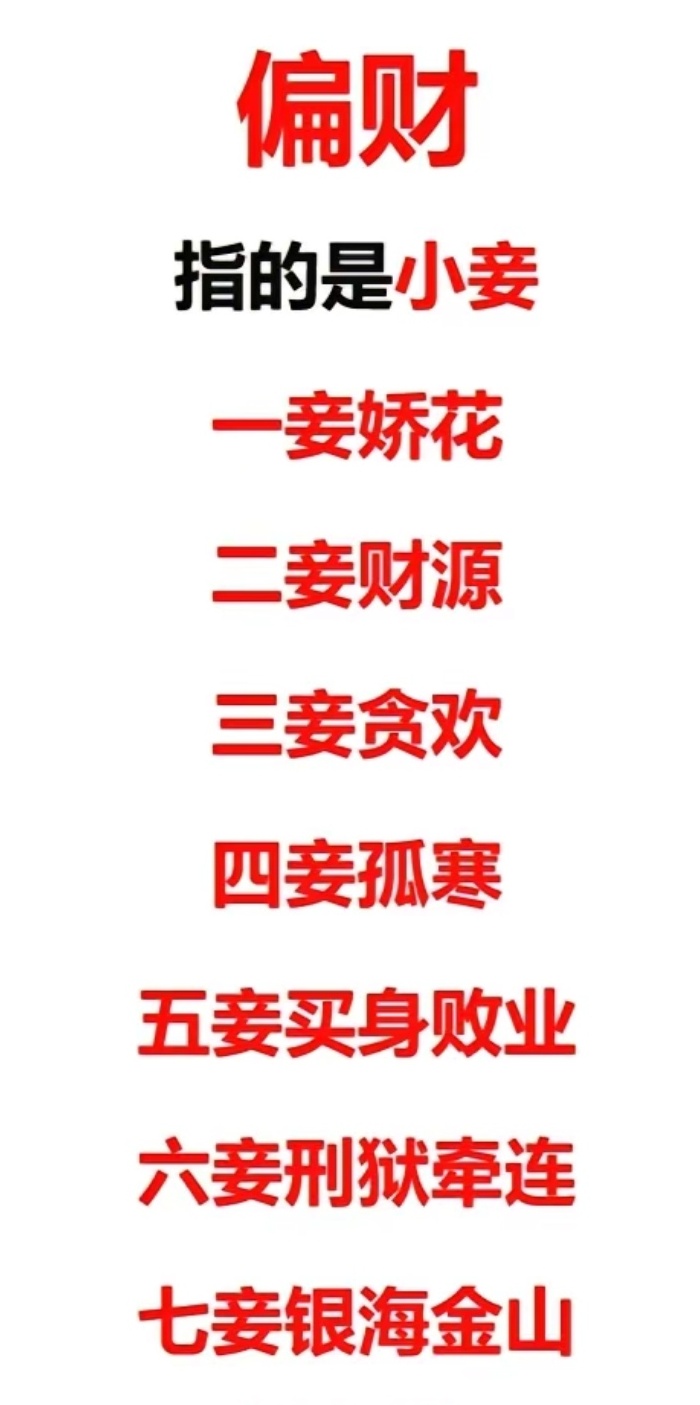 偏财
指的是小妾
一妾娇花
二妾财源
三妾贪欢
四妾孤寒
五妾买身败业
六妾刑狱牵连
七妾银海金山